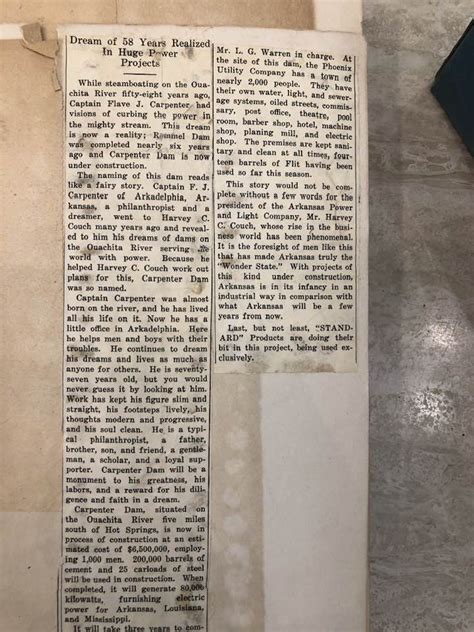 Dream of 58 Years Realized
In Huge Power
Projects
While steamboating on the Oua-
chita River fifty-eight years ago,
Captain Flave J. Carpenter had
visions of curbing the power in
the mighty stream. This dream
is now a reality; Remmel Dam
was completed nearly six years
ago and Carpenter Dam is now
under construction.
The naming of this dam reads
like a fairy story. Captain F. J.
Carpenter of Arkadelphia, Ar-
kansas, a philanthropist and a
dreamer, went to Harvey C.
Couch many years ago and reveal-
ed to him his dreams of dams on
the Ouachita River serving the
world with power. Because he
helped Harvey C. Couch work out
plans for this, Carpenter Dam
was so named.
Captain Carpenter was almost
born on the river, and he has lived
all his life on it. Now he has a
little office in Arkadelphia. Here
he helps men and boys with their
troubles. He continues to dream
his dreams and lives as much as
anyone for others. He is seventy-
seven years old, but you would
never guess it by looking at him.
Work has kept his figure slim and
straight, his footsteps lively, his
thoughts modern and progressive,
and his soul clean. He is a typi-
cal philanthropist, a father,
brother, son, and friend, a gentle-
man, a scholar, and a loyal sup-
porter. Carpenter Dam will be a
monument to his greatness, his
labors, and a reward for his dili-
gence and faith in a dream.
Carpenter Dam, situated on
the Ouachita River five miles
south of Hot Springs, is now in
process of construction at an esti-
mated cost of $6,500,000, employ-
ing 1,000 men. 200,000 barrels of
cement and 25 carloads of steel
will be used in construction. When
completed, it will generate 80,000
kilowatts, furnishing electric
power for Arkansas, Louisiana,
and Mississippi.
It will take three years to com-
Mr. L. G. Warren in charge. At
the site of this dam, the Phoenix
Utility Company has a town of
nearly 2,000 people. They have
their own water, light, and sewer-
age systems, oiled streets, commis-
sary, post office, theatre, pool
room, barber shop, hotel, machine
shop, planing mill, and electric
shop. The premises are kept sani-
tary and clean at all times, four-
teen barrels of Flit having been
used so far this season.
This story would not be com-
plete without a few words for the
president of the Arkansas Power
and Light Company, Mr. Harvey
C. Couch, whose rise in the busi-
ness world has been phenomenal.
It is the foresight of men like this
that has made Arkansas truly the
"Wonder State." With projects of
this kind under construction,
Arkansas is in its infancy in an
industrial way in comparison with
what Arkansas will be a few
years from now.
Last, but not least, "STAND-
ARD" Products are doing their
bit in this project, being used ex-
clusively.